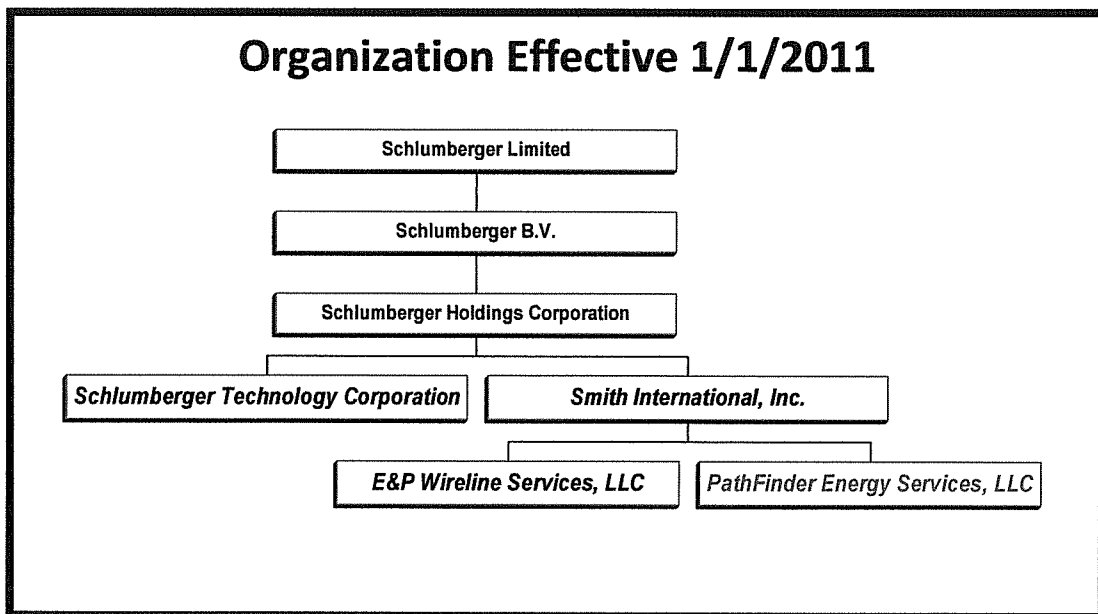 Organization Effective 1/1/2011
Schlumberger Limited
Schlumberger B.V.
Schlumberger Holdings Corporation
Schlumberger Technology Corporation
Smith International, Inc.
E&P Wireline Services, LLC
PathFinder Energy Services, LLC